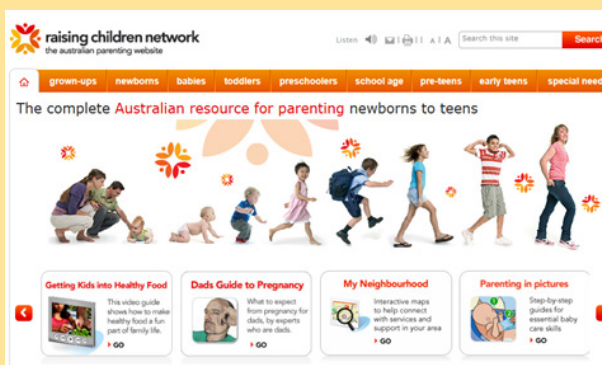 raising children network
the australian parenting website
Listen
A A
Search this site
Search
grown-ups newborns babies toddlers preschoolers school age pre-teens early teens special need
The complete Australian resource for parenting newborns to teens
Getting Kids into Healthy Food
This video guide
shows how to make
healthy food a fun
part of family life.
GO
Dads Guide to Pregnancy
What to expect
from pregnancy for
dads, by experts
who are dads.
GO
My Neighbourhood
Interactive maps
to help connect
with services and
support in your area
GO
Parenting in pictures
Step-by-step
guides for
essential baby
care skills
GO